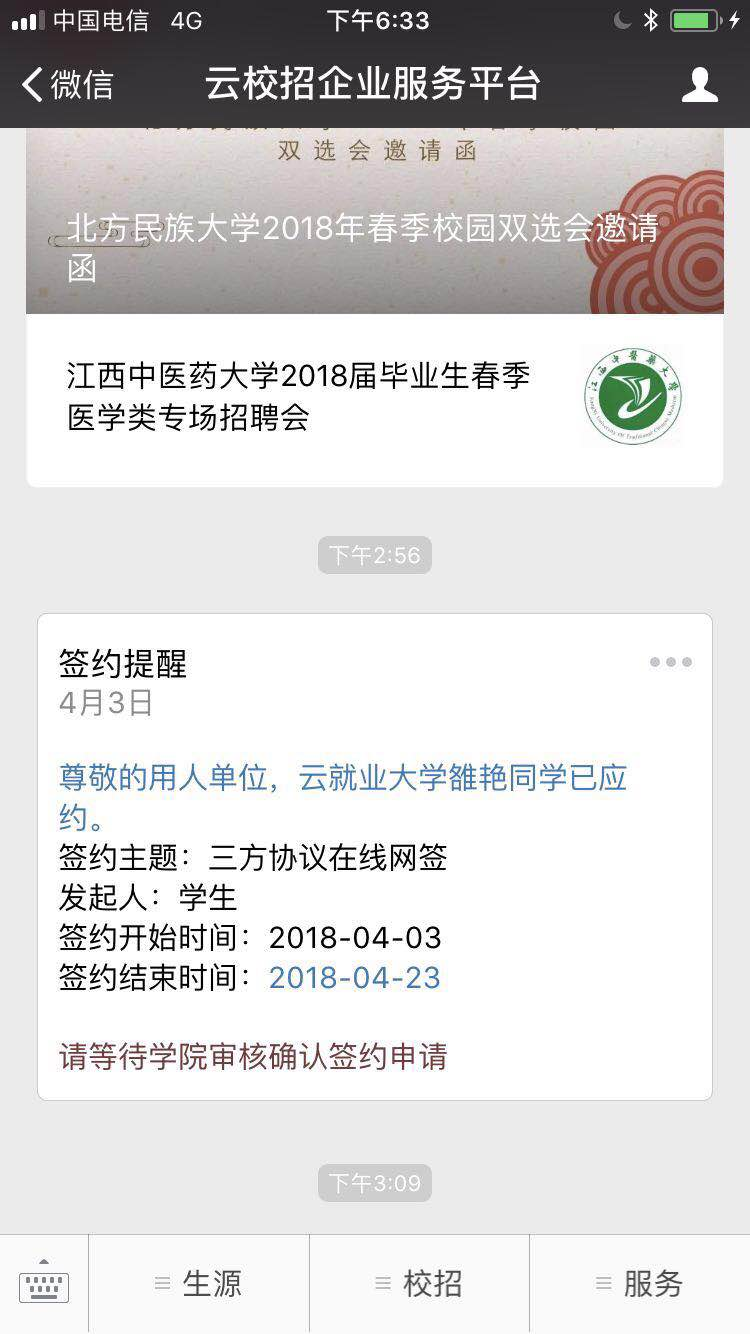 中国电信 4G 下午6:33
微信 云校招企业服务平台
双选会邀请函
北方民族大学2018年春季校园双选会邀请
函
江西中医药大学2018届毕业生春季
医学类专场招聘会
江西中医药大学
下午2:56
签约提醒
4月3日
尊敬的用人单位，云就业大学雒艳同学已应
约。
签约主题：三方协议在线网签
发起人：学生
签约开始时间：2018-04-03
签约结束时间：2018-04-23
请等待学院审核确认签约申请
下午3:09
生源 校招 服务